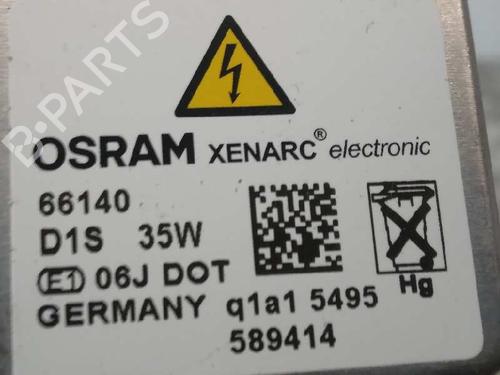 B-PARTS
OSRAM XENARC® electronic
66140
D1S 35W
E1 06J DOT
Hg
GERMANY q1a1 5495
589414